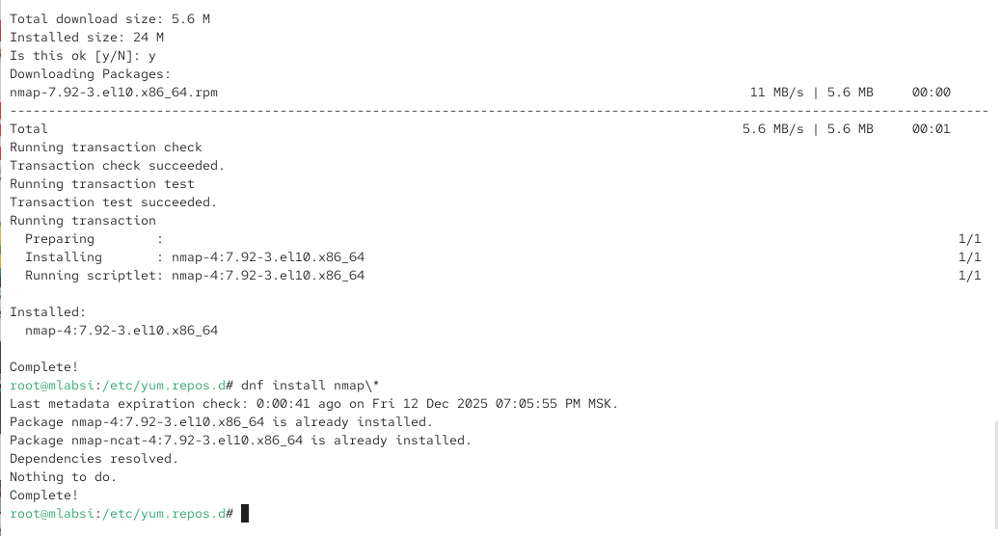 Total download size: 5.6 M
Installed size: 24 M
Is this ok [y/N]: y
Downloading Packages:
nmap-7.92-3.el10.x86_64.rpm 11 MB/s | 5.6 MB 00:00
--------------------------------------------------------------------------------------------------------------------------------
Total 5.6 MB/s | 5.6 MB 00:01
Running transaction check
Transaction check succeeded.
Running transaction test
Transaction test succeeded.
Running transaction
  Preparing        : 1/1
  Installing       : nmap-4:7.92-3.el10.x86_64 1/1
  Running scriptlet: nmap-4:7.92-3.el10.x86_64 1/1

Installed:
  nmap-4:7.92-3.el10.x86_64

Complete!
root@mlabsi:/etc/yum.repos.d# dnf install nmap\*
Last metadata expiration check: 0:00:41 ago on Fri 12 Dec 2025 07:05:55 PM MSK.
Package nmap-4:7.92-3.el10.x86_64 is already installed.
Package nmap-ncat-4:7.92-3.el10.x86_64 is already installed.
Dependencies resolved.
Nothing to do.
Complete!
root@mlabsi:/etc/yum.repos.d#